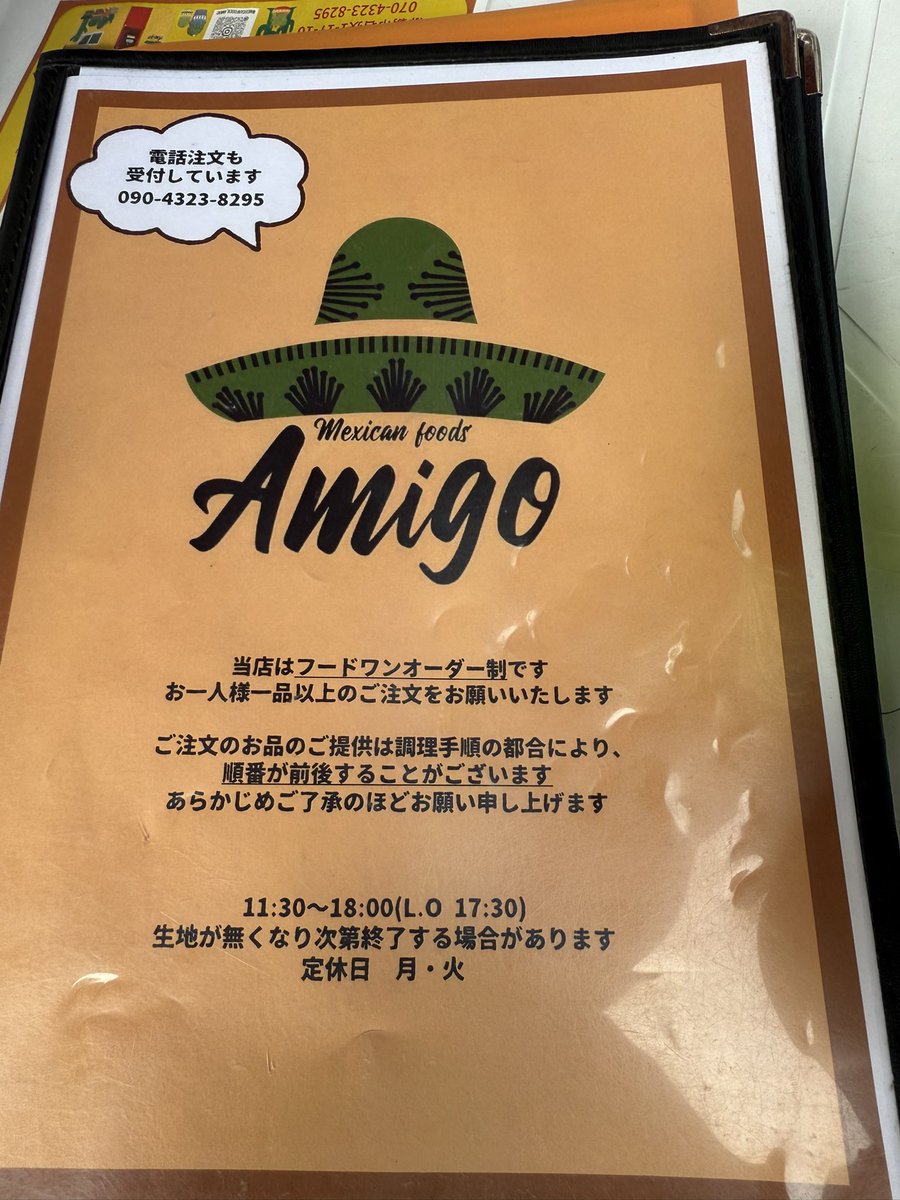 070-4323-8295
電話注文も
受付しています
090-4323-8295
Mexican foods
Amigo
当店はフードワンオーダー制です
お一人様一品以上のご注文をお願いいたします
ご注文のお品のご提供は調理手順の都合により、
順番が前後することがございます
あらかじめご了承のほどお願い申し上げます
11:30～18:00(L.O 17:30)
生地が無くなり次第終了する場合があります
定休日 月・火